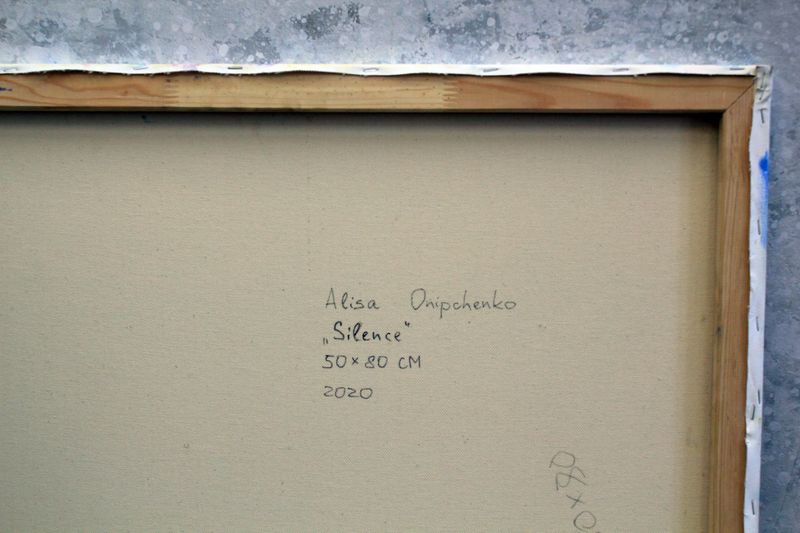 Alisa Onipchenko
„Silence"
50×80 CM
2020